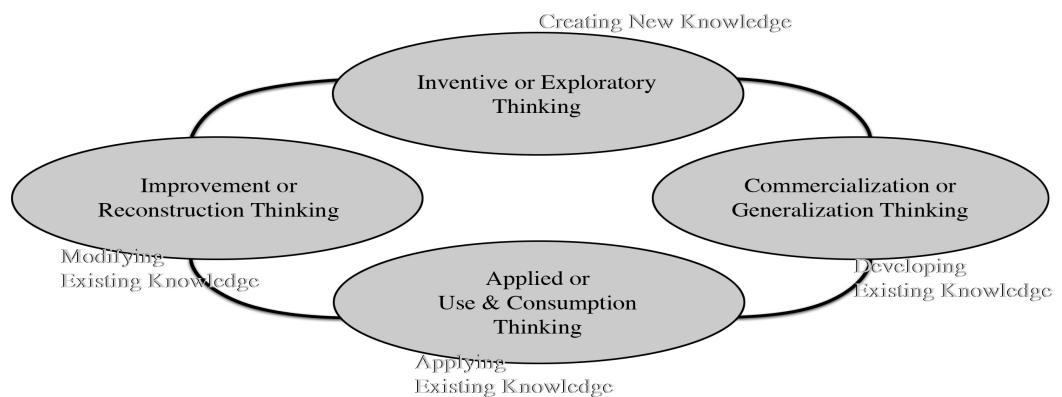 Creating New Knowledge
Inventive or Exploratory
Thinking
Improvement or
Reconstruction Thinking
Commercialization or
Generalization Thinking
Modifying
Existing Knowledge
Developing
Existing Knowledge
Applied or
Use & Consumption
Thinking
Applying
Existing Knowledge